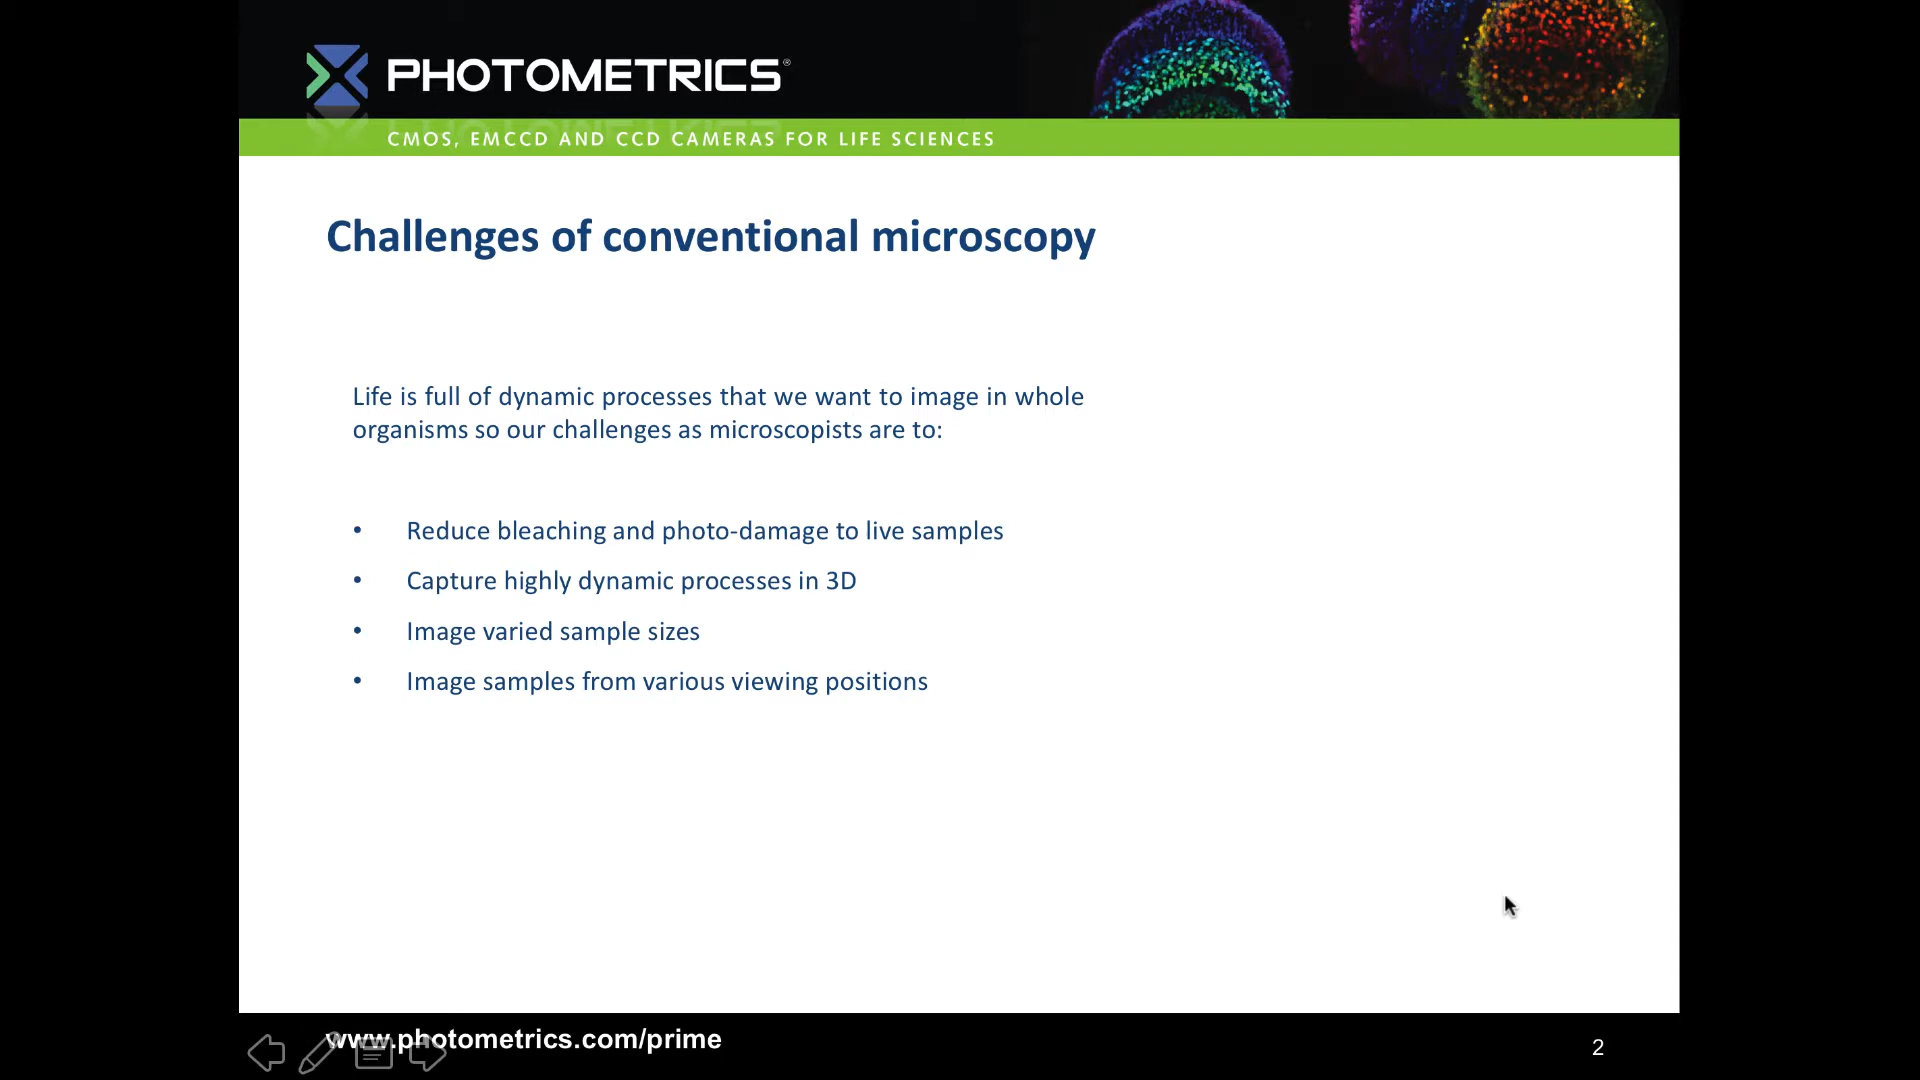 PHOTOMETRICS®
CMOS, EMCCD AND CCD CAMERAS FOR LIFE SCIENCES
Challenges of conventional microscopy
Life is full of dynamic processes that we want to image in whole
organisms so our challenges as microscopists are to:
• Reduce bleaching and photo-damage to live samples
• Capture highly dynamic processes in 3D
• Image varied sample sizes
• Image samples from various viewing positions
www.photometrics.com/prime
2